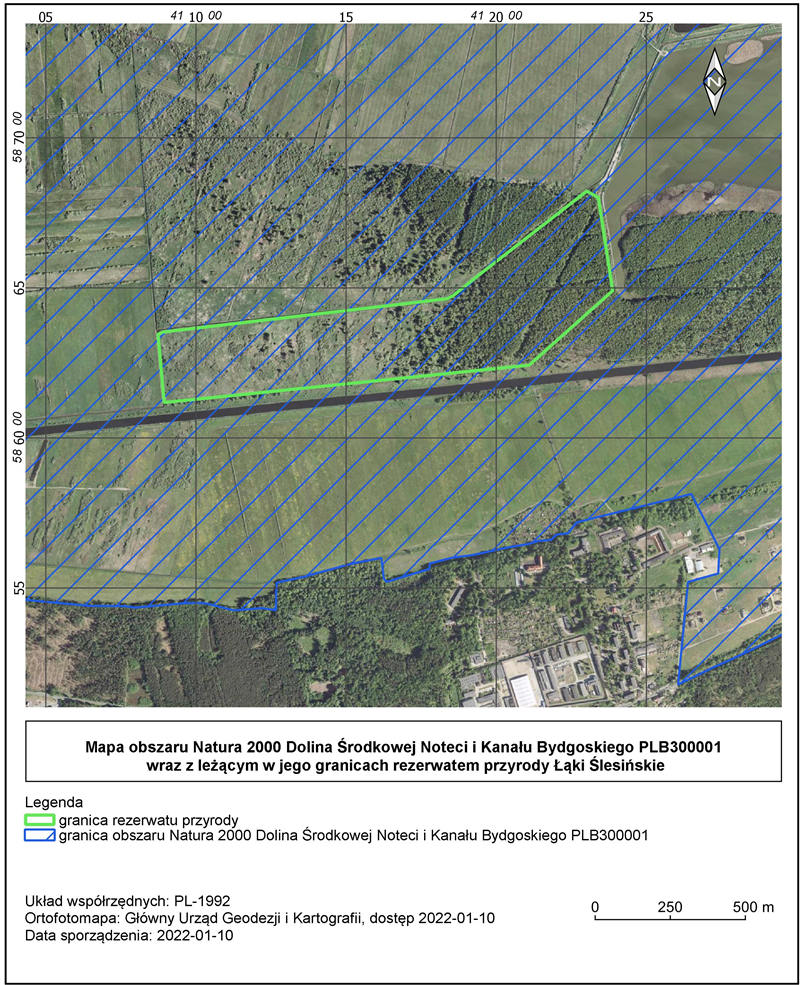 05 41 10 00 15 41 20 00 25
N
58 70 00
65
58 60 00
55
Mapa obszaru Natura 2000 Dolina Środkowej Noteci i Kanału Bydgoskiego PLB300001
wraz z leżącym w jego granicach rezerwatem przyrody Łąki Ślesińskie
Legenda
granica rezerwatu przyrody
granica obszaru Natura 2000 Dolina Środkowej Noteci i Kanału Bydgoskiego PLB300001
Układ współrzędnych: PL-1992
Ortofotomapa: Główny Urząd Geodezji i Kartografii, dostęp 2022-01-10
Data sporządzenia: 2022-01-10
0 250 500 m